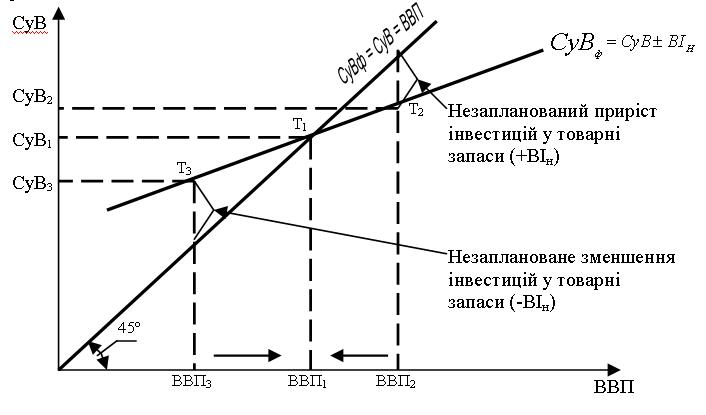 СуВ
СуВф = СуВ = ВВП
СуВф = СуВ ± ВІН
СуВ2
Т2
Незапланований приріст
інвестицій у товарні
запаси (+ВІн)
Т1
СуВ1
Т3
СуВ3
Незаплановане зменшення
інвестицій у товарні
запаси (-ВІн)
45°
ВВП3
ВВП1
ВВП2
ВВП